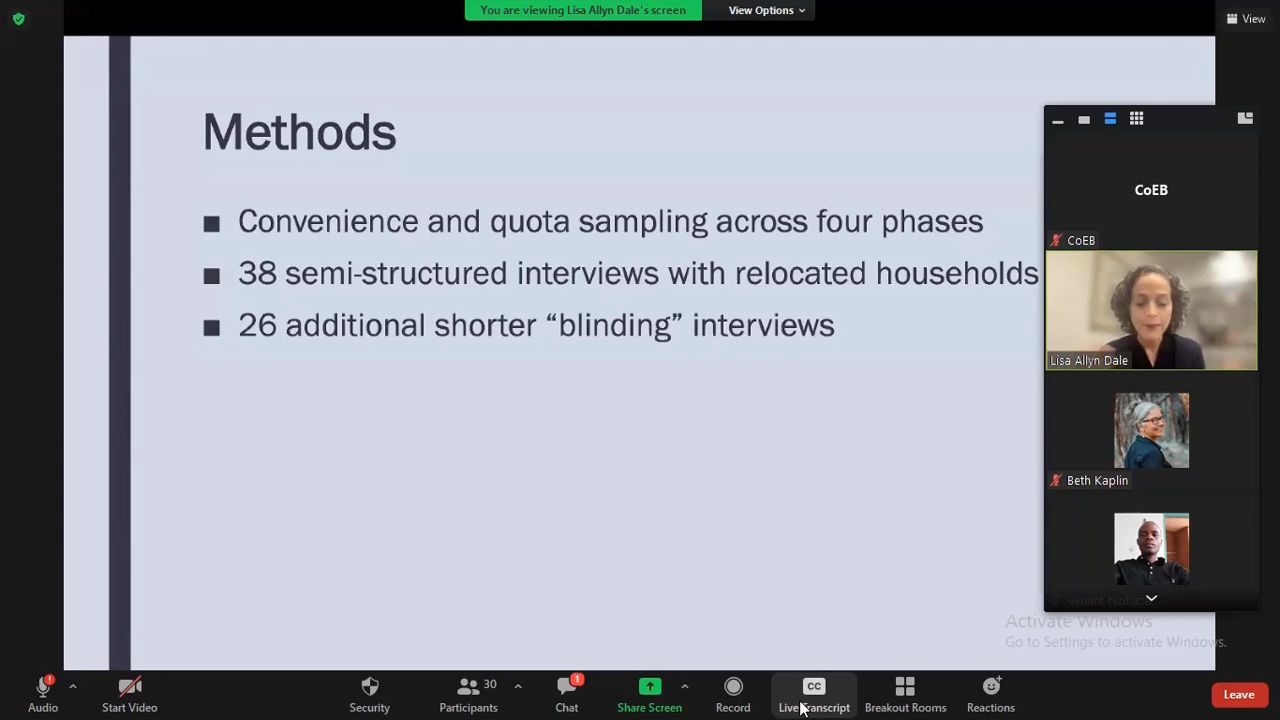 You are viewing Lisa Allyn Dale's screen
View Options
View
Methods
■ Convenience and quota sampling across four phases
■ 38 semi-structured interviews with relocated households
■ 26 additional shorter “blinding” interviews
CoEB
CoEB
Lisa Allyn Dale
Beth Kaplin
Activate Windows
Go to Settings to activate Windows.
Audio
Start Video
Security
Participants
30
Chat
1
Share Screen
Record
CC
Live Transcript
Breakout Rooms
Reactions
Leave